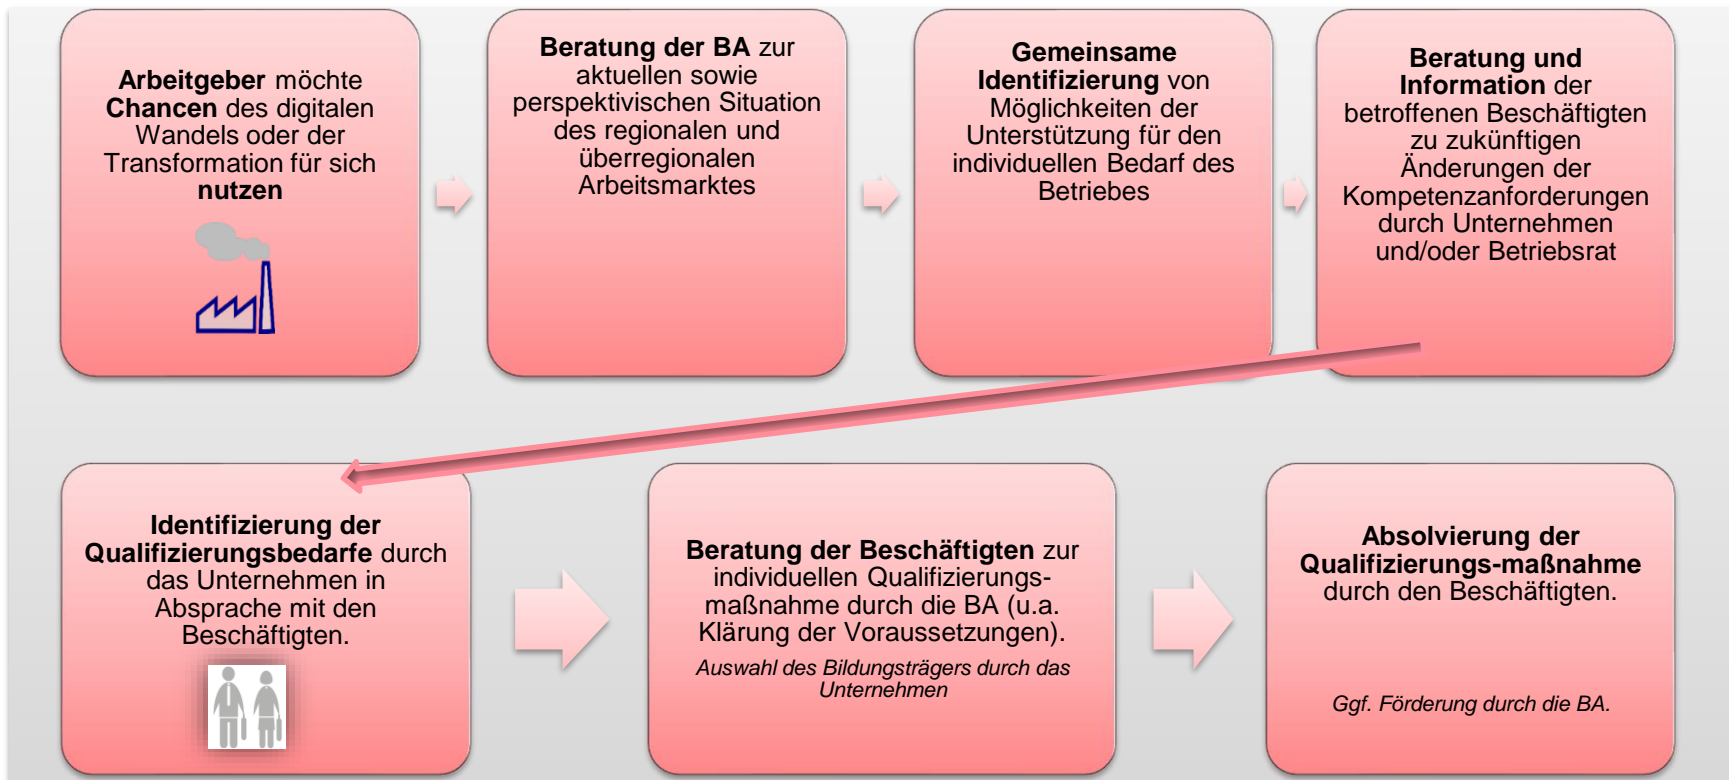 Arbeitgeber möchte
Chancen des digitalen
Wandels oder der
Transformation für sich
nutzen
Beratung der BA zur
aktuellen sowie
perspektivischen Situation
des regionalen und
überregionalen
Arbeitsmarktes
Gemeinsame
Identifizierung von
Möglichkeiten der
Unterstützung für den
individuellen Bedarf des
Betriebes
Beratung und
Information der
betroffenen Beschäftigten
zu zukünftigen
Änderungen der
Kompetenzanforderungen
durch Unternehmen
und/oder Betriebsrat
Identifizierung der
Qualifizierungsbedarfe durch
das Unternehmen in
Absprache mit den
Beschäftigten.
Beratung der Beschäftigten zur
individuellen Qualifizierungs-
maßnahme durch die BA (u.a.
Klärung der Voraussetzungen).
Auswahl des Bildungsträgers durch das
Unternehmen
Absolvierung der
Qualifizierungs-maßnahme
durch den Beschäftigten.
Ggf. Förderung durch die BA.